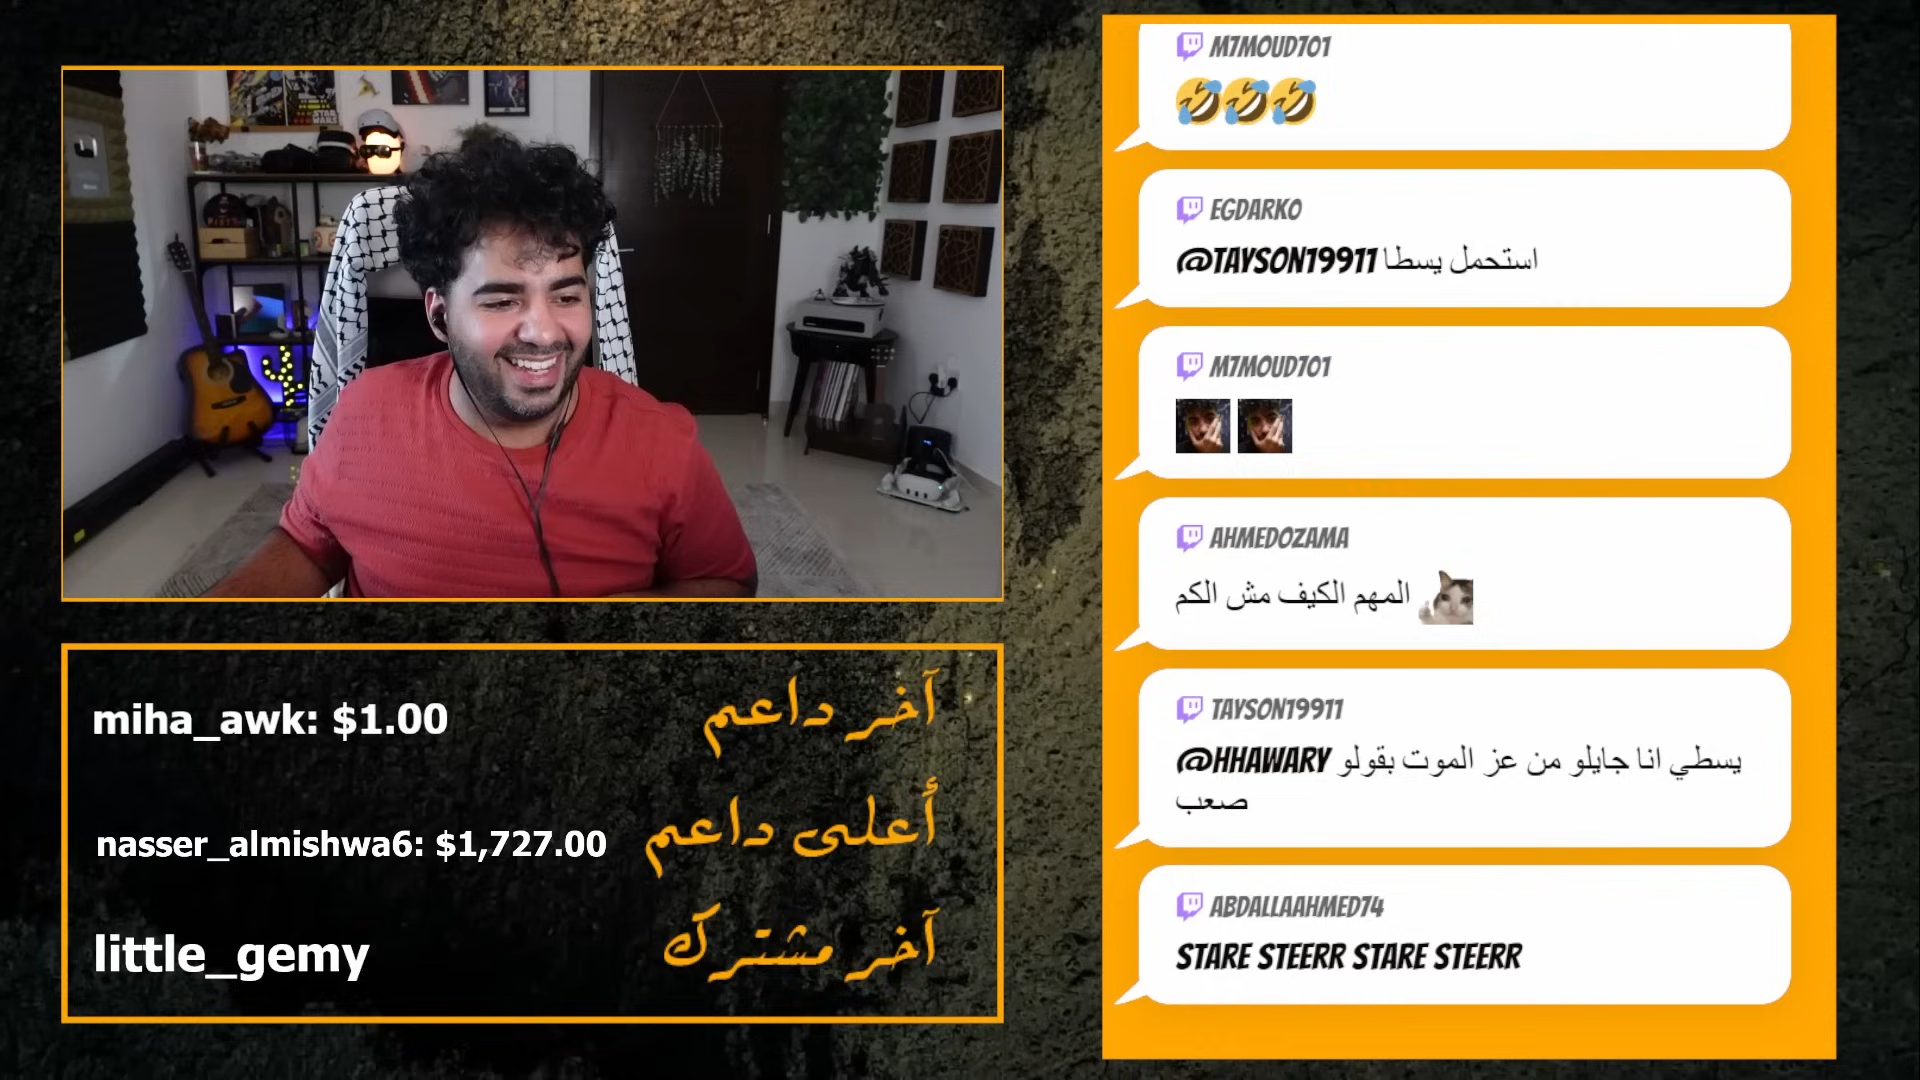 STAR
WARS
miha_awk: $1.00
آخر داعم
nasser_almishwa6: $1,727.00
أعلى داعم
little_gemy
آخر مشترك
M7MOUD701
🤣🤣🤣
EGDARKO
@TAYSON19911 استحمل يسطا
M7MOUD701
AHMEDOZAMA
المهم الكيف مش الكم
TAYSON19911
@HHAWARY يسطي انا جايلو من عز الموت بقولو
صعب
ABDALLAAHMED74
STARE STEERR STARE STEERR